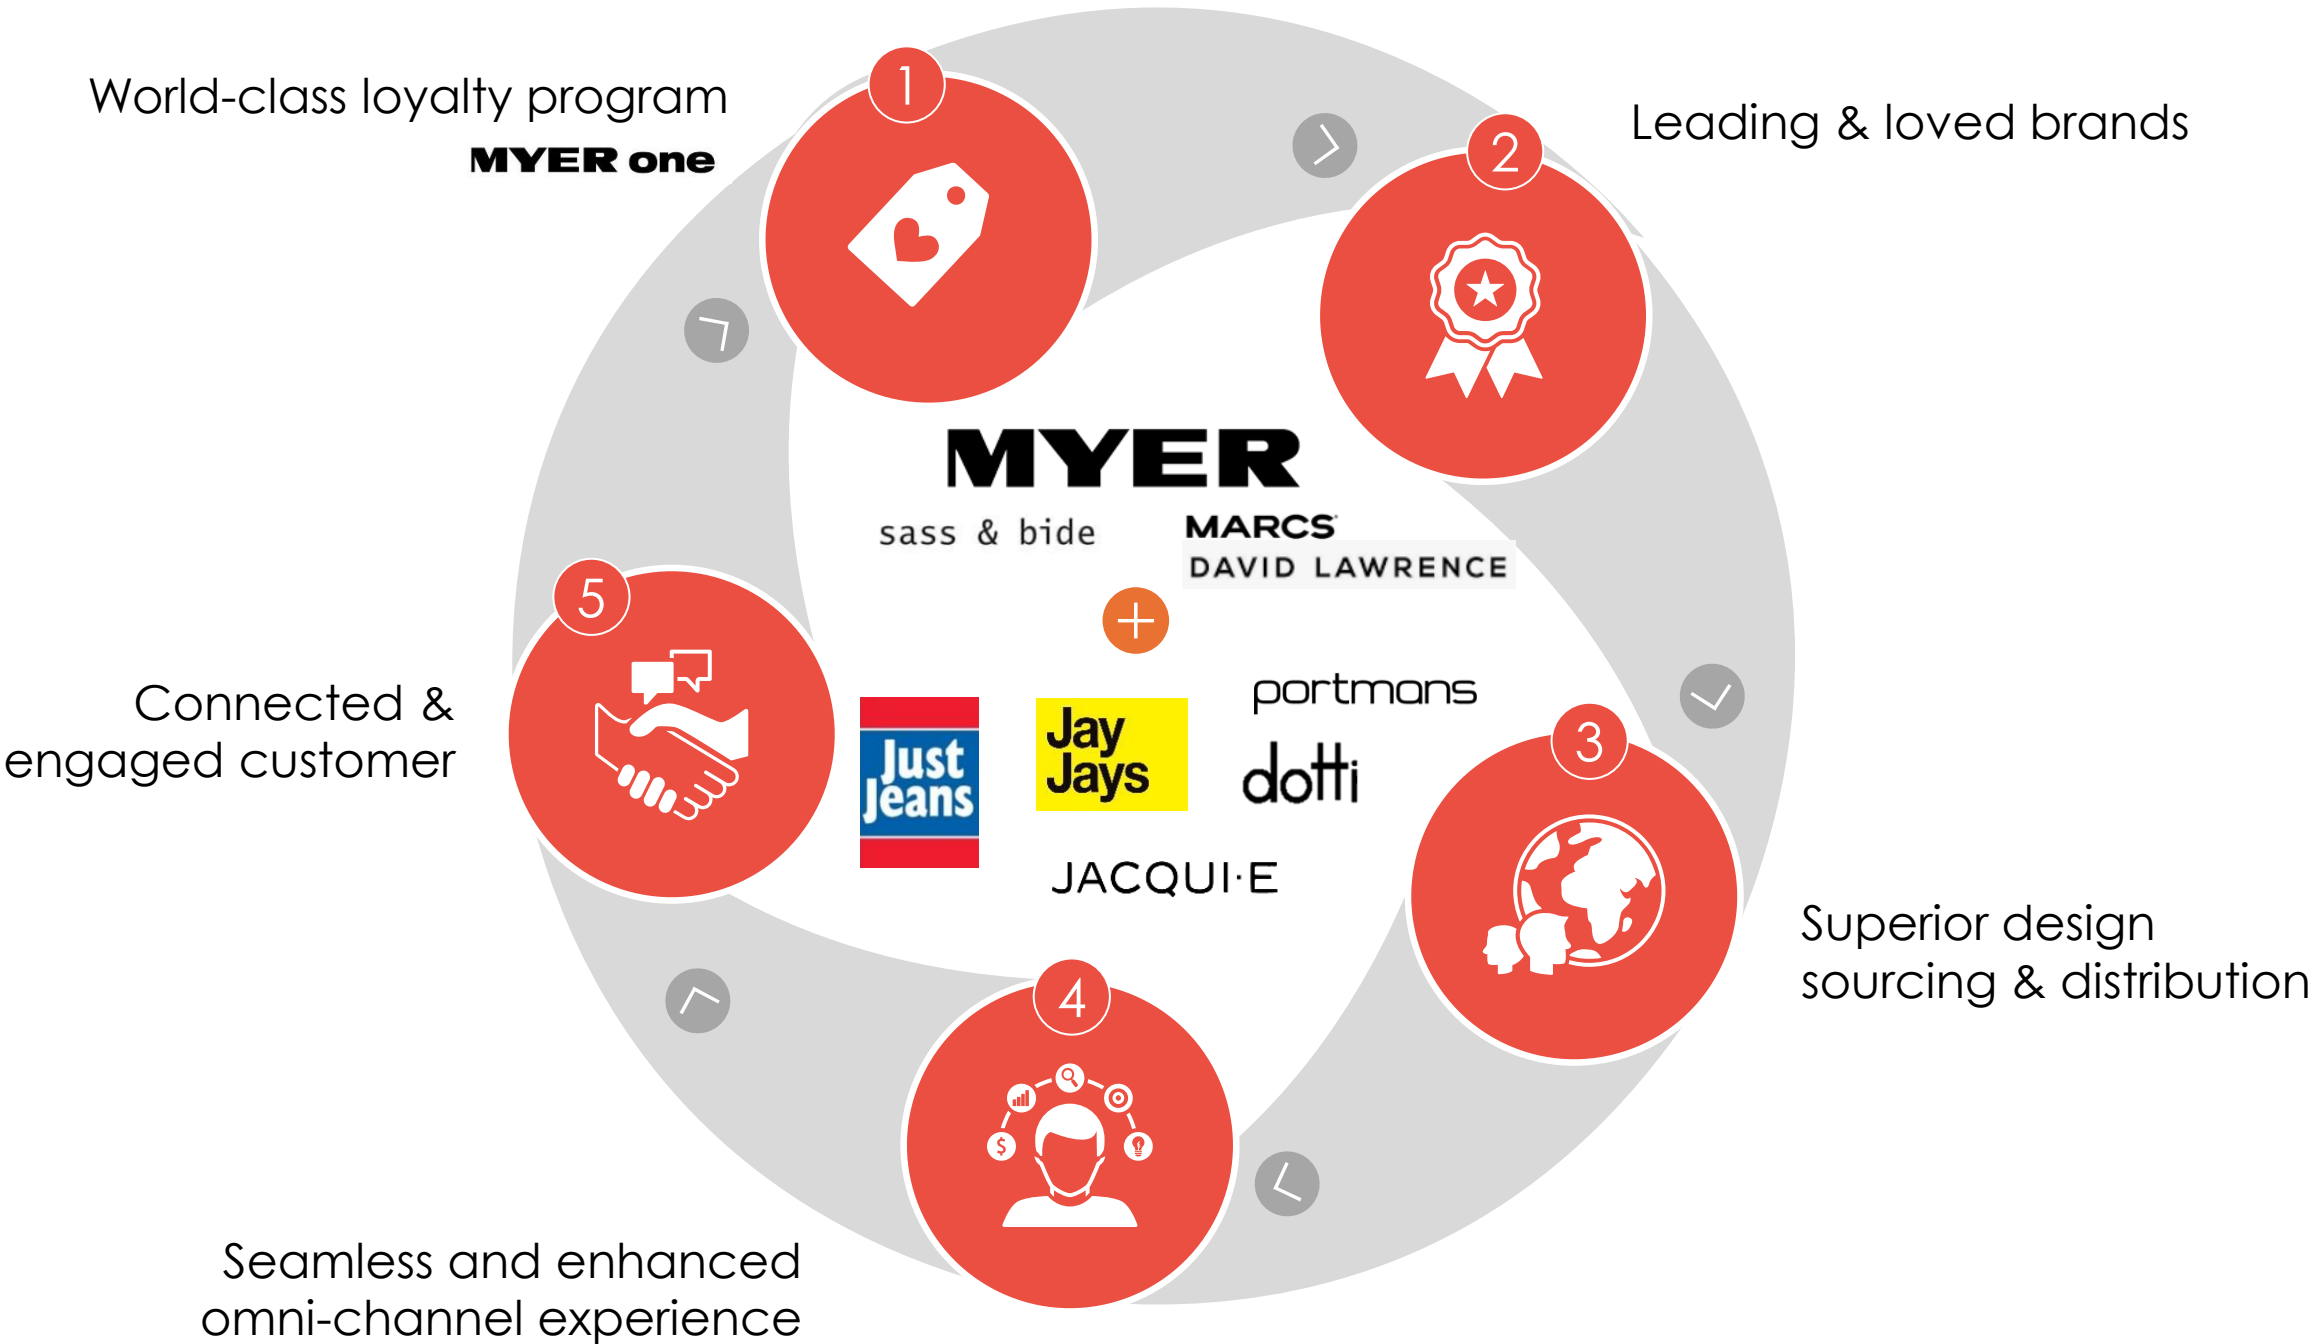 1
World-class loyalty program
MYER one
2
Leading & loved brands
MYER
sass & bide
MARCS
DAVID LAWRENCE
+
Just
Jeans
Jay
Jays
portmans
dotti
JACQUI·E
3
Superior design
sourcing & distribution
4
$
Seamless and enhanced
omni-channel experience
5
Connected &
engaged customer